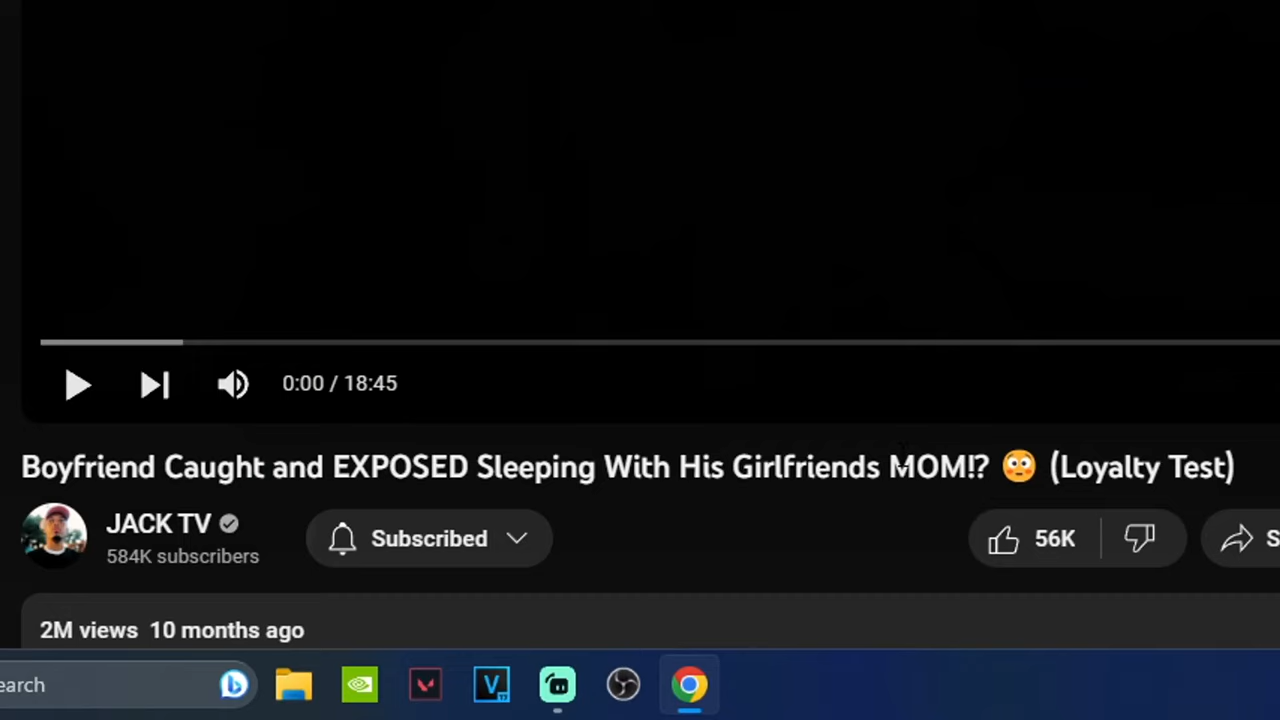 0:00 / 18:45
Boyfriend Caught and EXPOSED Sleeping With His Girlfriends MOM!? 😳 (Loyalty Test)
JACK TV
584K subscribers
Subscribed
56K
S
2M views 10 months ago
earch